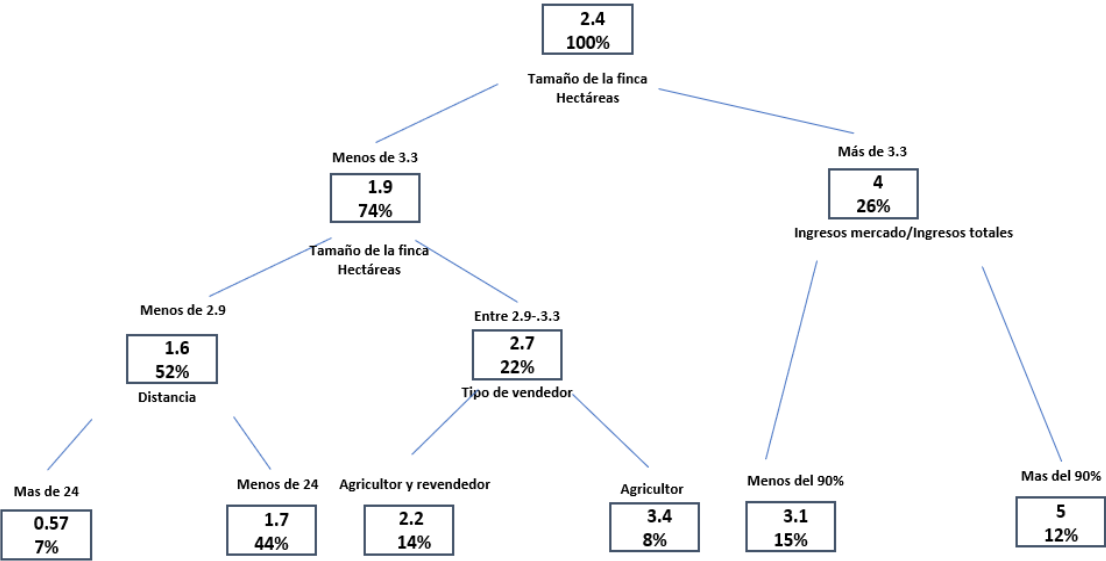 2.4
100%
Tamaño de la finca
Hectáreas
Menos de 3.3
1.9
74%
Más de 3.3
4
26%
Tamaño de la finca
Hectáreas
Ingresos mercado/Ingresos totales
Menos de 2.9
1.6
52%
Distancia
Entre 2.9-.3.3
2.7
22%
Tipo de vendedor
Mas de 24
0.57
7%
Menos de 24
1.7
44%
Agricultor y revendedor
2.2
14%
Agricultor
3.4
8%
Menos del 90%
3.1
15%
Mas del 90%
5
12%